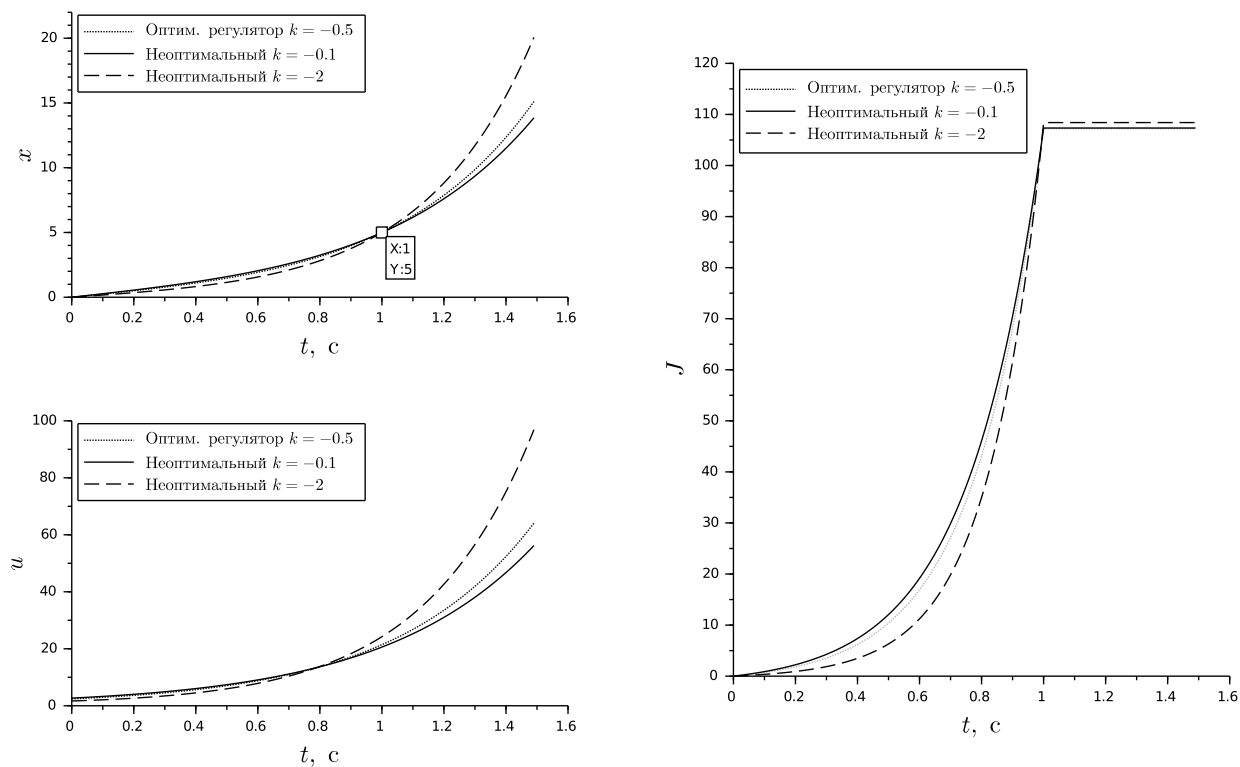 20
15
10
5
0
x
Оптим. регулятор k = −0.5
Неоптимальный k = −0.1
Неоптимальный k = −2
X:1
Y:5
0 0.2 0.4 0.6 0.8 1 1.2 1.4 1.6
t, с
100
80
60
40
20
0
u
Оптим. регулятор k = −0.5
Неоптимальный k = −0.1
Неоптимальный k = −2
0 0.2 0.4 0.6 0.8 1 1.2 1.4 1.6
t, с
120
110
100
90
80
70
60
50
40
30
20
10
0
J
Оптим. регулятор k = −0.5
Неоптимальный k = −0.1
Неоптимальный k = −2
0 0.2 0.4 0.6 0.8 1 1.2 1.4 1.6
t, с